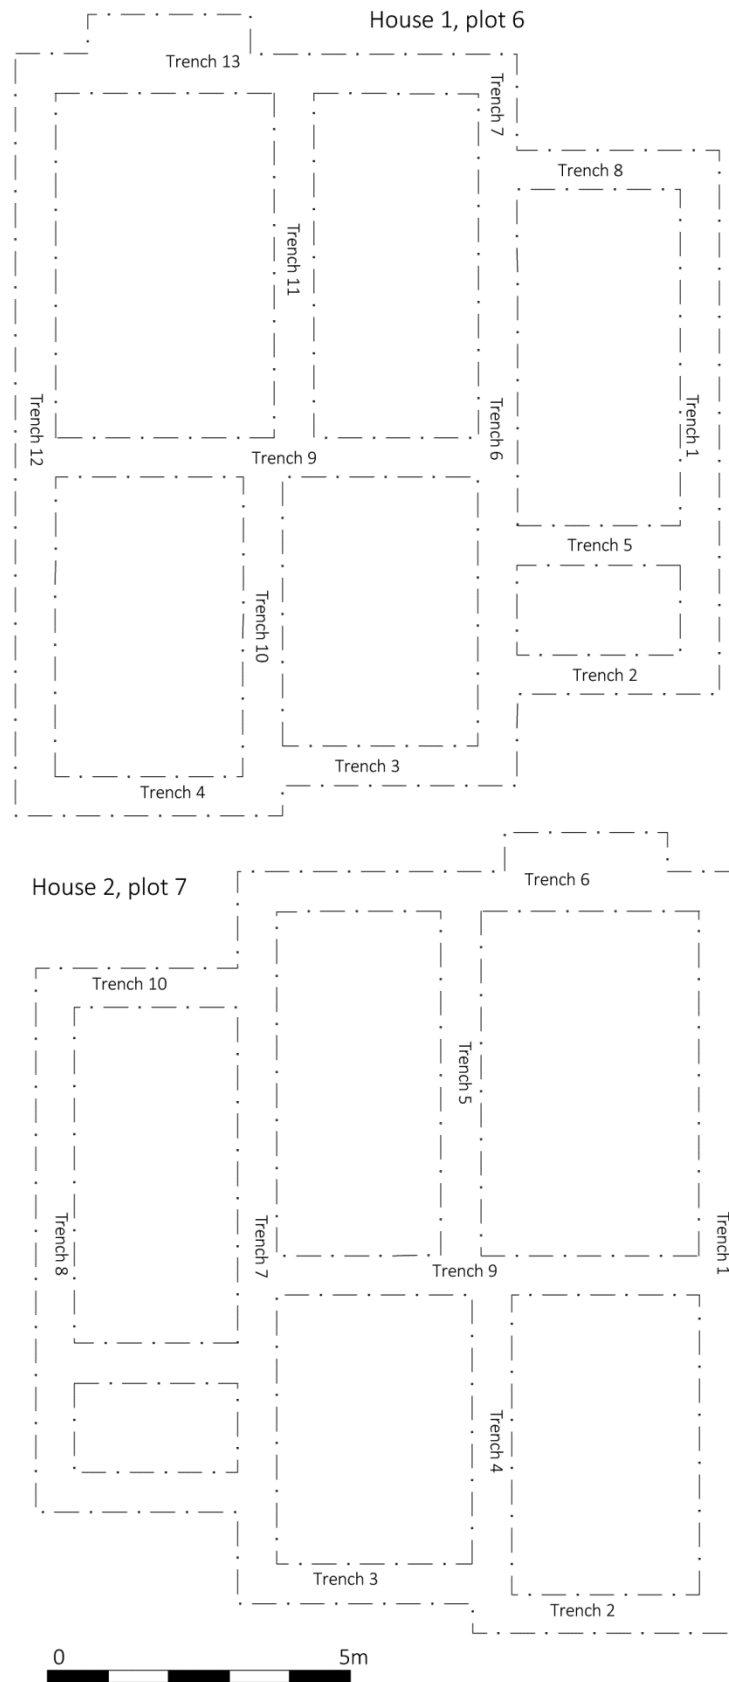 House 1, plot 6
Trench 13
Trench 7
Trench 8
Trench 11
Trench 12
Trench 9
Trench 6
Trench 1
Trench 5
Trench 10
Trench 2
Trench 3
Trench 4
House 2, plot 7
Trench 6
Trench 10
Trench 5
Trench 8
Trench 7
Trench 9
Trench 1
Trench 4
Trench 3
Trench 2
0 5m